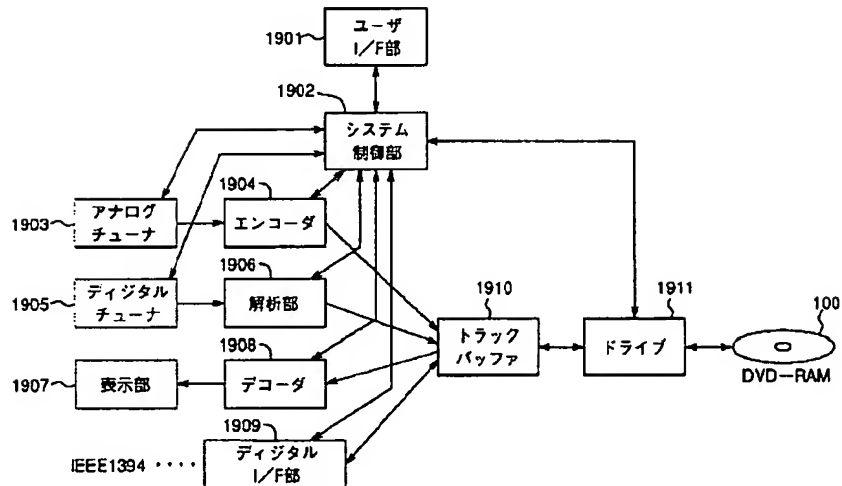 1901
ユーザ
I/F部
1902
システム
制御部
1903
アナログ
チューナ
1904
エンコーダ
1905
ディジタル
チューナ
1906
解析部
1910
トラック
バッファ
1911
ドライブ
100
DVD-RAM
1907
表示部
1908
デコーダ
1909
IEEE1394 ・・・・
ディジタル
I/F部